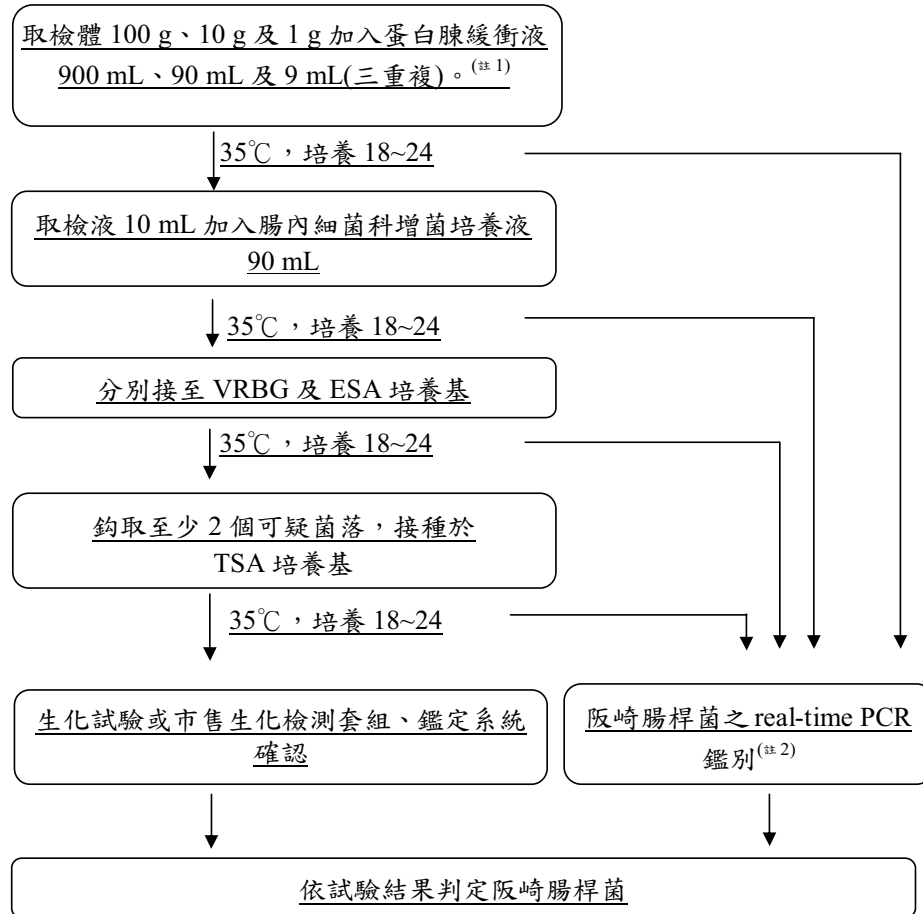 取檢體 100 g、10 g 及 1 g 加入蛋白腖緩衝液
900 mL、90 mL 及 9 mL(三重複)。(註 1)
35℃，培養 18~24
取檢液 10 mL 加入腸內細菌科增菌培養液
90 mL
35℃，培養 18~24
分別接至 VRBG 及 ESA 培養基
35℃，培養 18~24
鈎取至少 2 個可疑菌落，接種於
TSA 培養基
35℃，培養 18~24
生化試驗或市售生化檢測套組、鑑定系統
確認
阪崎腸桿菌之 real-time PCR
鑑別(註 2)
依試驗結果判定阪崎腸桿菌